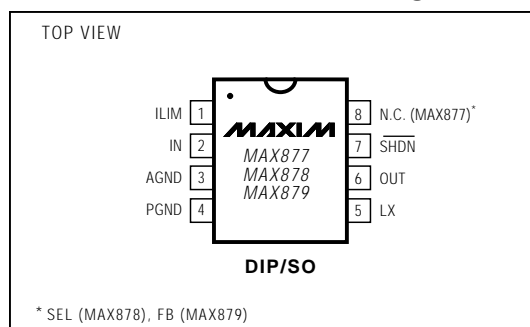 TOP VIEW
ILIM 1
IN 2
AGND 3
PGND 4
MAXIM
MAX877
MAX878
MAX879
8 N.C. (MAX877)*
7 SHDN
6 OUT
5 LX
DIP/SO
* SEL (MAX878), FB (MAX879)